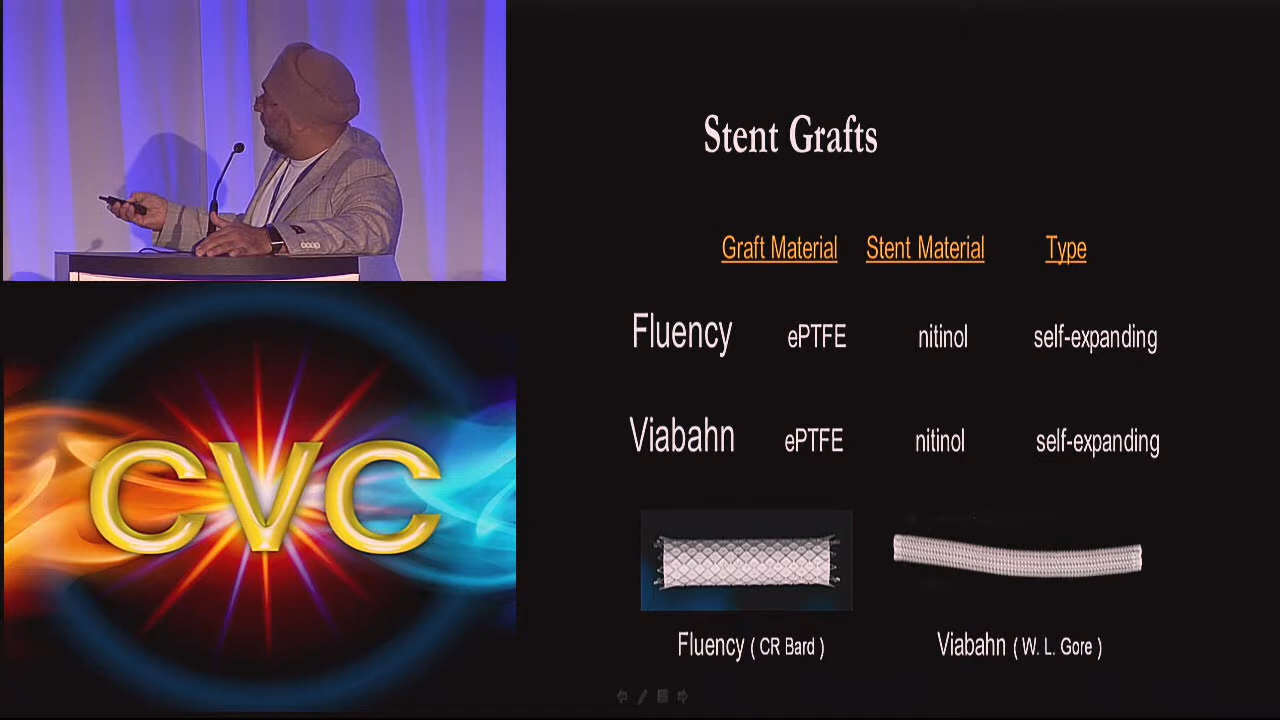 CVC
Stent Grafts
Graft Material Stent Material Type
Fluency ePTFE nitinol self-expanding
Viabahn ePTFE nitinol self-expanding
Fluency ( CR Bard ) Viabahn ( W. L. Gore )